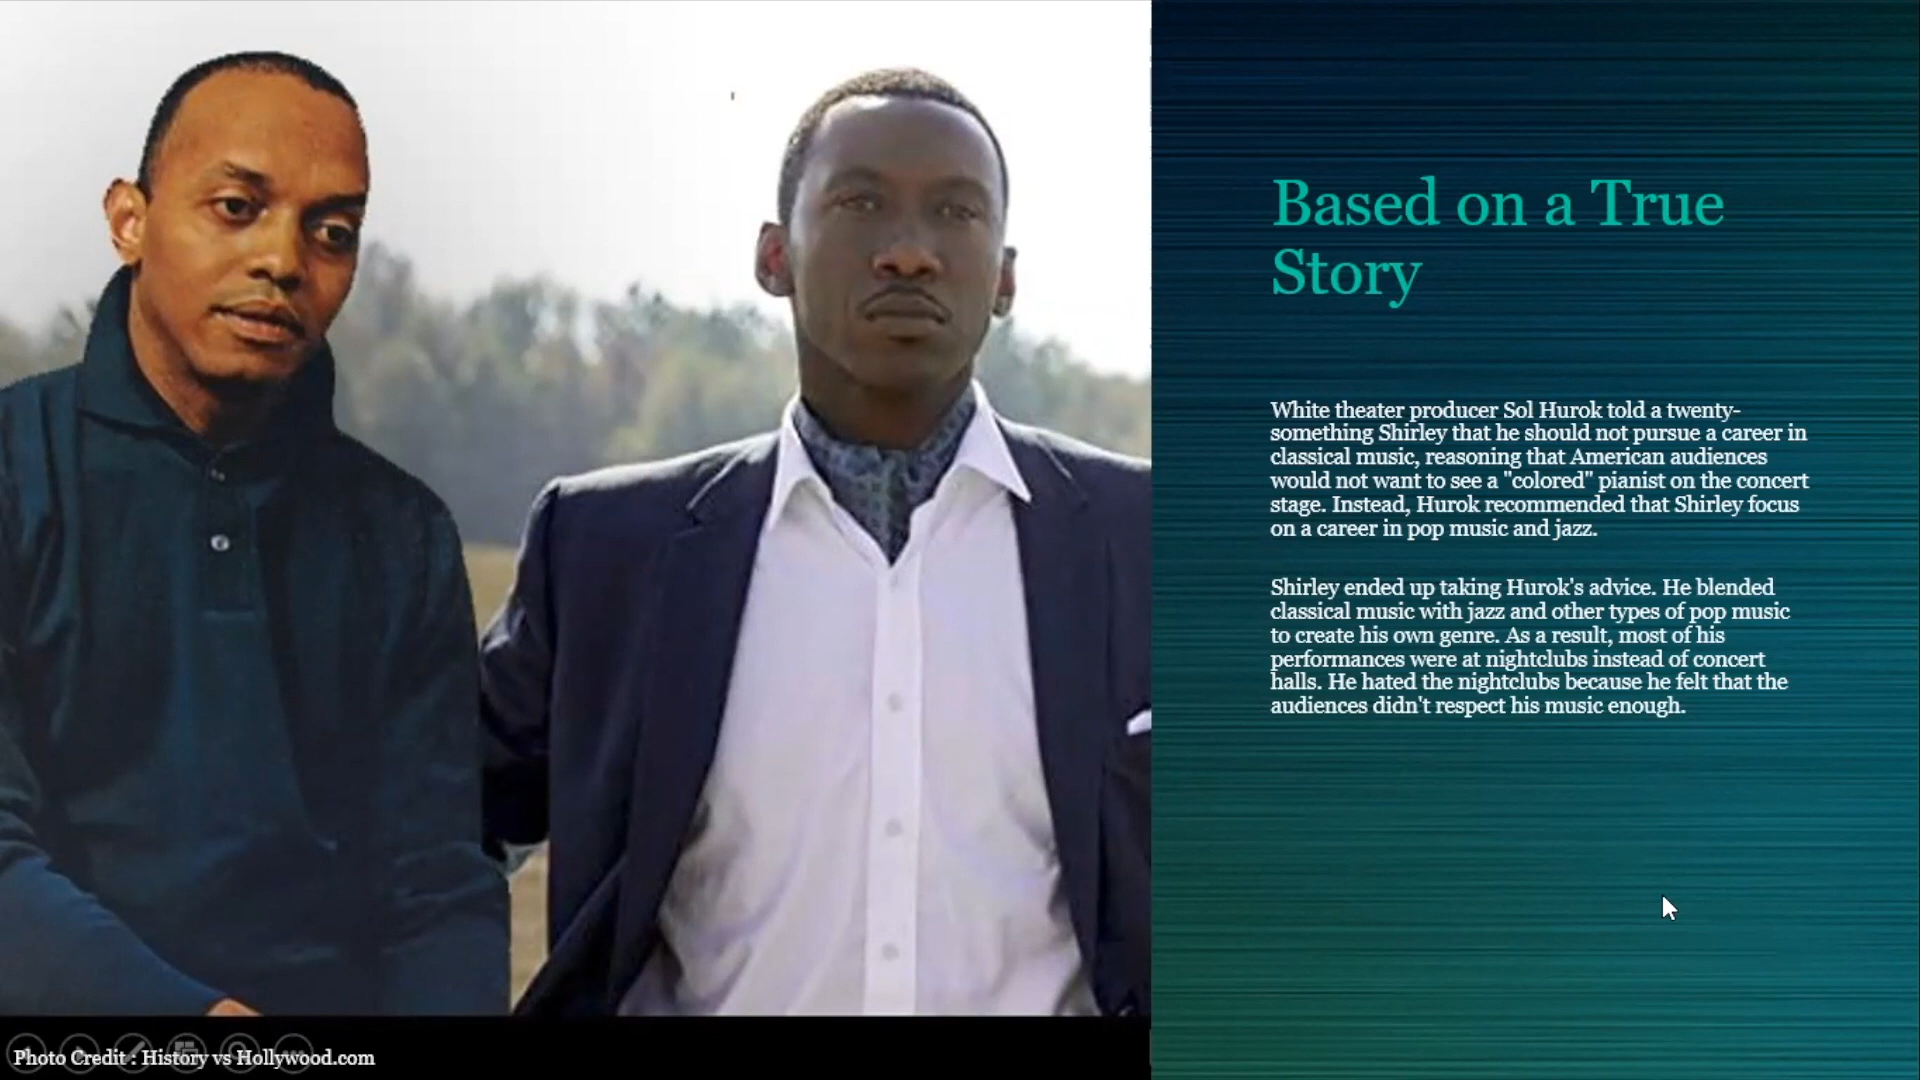 Based on a True
Story
White theater producer Sol Hurok told a twenty-
something Shirley that he should not pursue a career in
classical music, reasoning that American audiences
would not want to see a "colored" pianist on the concert
stage. Instead, Hurok recommended that Shirley focus
on a career in pop music and jazz.
Shirley ended up taking Hurok's advice. He blended
classical music with jazz and other types of pop music
to create his own genre. As a result, most of his
performances were at nightclubs instead of concert
halls. He hated the nightclubs because he felt that the
audiences didn't respect his music enough.
Photo Credit : History vs Hollywood.com